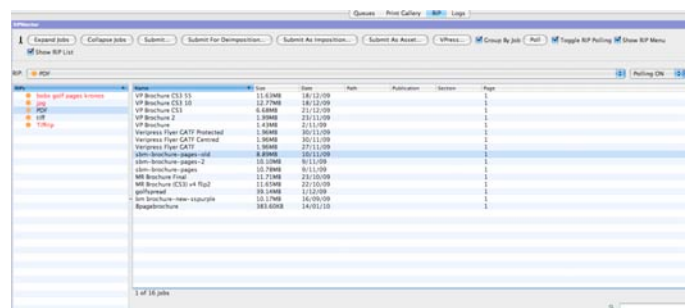 Queues Print Gallery RIP Logs
VPMaster
Expand Jobs Collapse Jobs Submit... Submit For Deimposition... Submit As Imposition... Submit As Asset... VPress... Group By Job Poll Toggle RIP Polling Show RIP Menu
Show RIP List
RIP: PDF Polling ON
RIPs Name Size Date Path Publication Section Page
VP Brochure CS3 55 11.63MB 18/12/09 1
jpg VP Brochure CS3 10 12.77MB 18/12/09 1
PDF VP Brochure CS3 6.68MB 21/12/09 1
tiff VP Brochure 2 1.99MB 23/11/09 1
VP Brochure 1.43MB 2/11/09 1
Veripress Flyer GATF Protected 1.96MB 30/11/09 1
Veripress Flyer GATF Centred 1.96MB 30/11/09 1
Veripress Flyer GATF 1.96MB 27/11/09 1
sbm-brochure-pages-old 8.89MB 10/11/09 1
sbm-brochure-pages-2 10.10MB 9/11/09 1
sbm-brochure-pages 10.78MB 9/11/09 1
MR Brochure Final 11.71MB 23/10/09 1
MR Brochure (CS3) v4 flip2 11.65MB 22/10/09 1
golfspread 39.14MB 1/12/09 1
bm brochure-new-sspurple 10.17MB 16/09/09 1
8pagebrochure 383.60KB 14/01/10 1
1 of 16 jobs